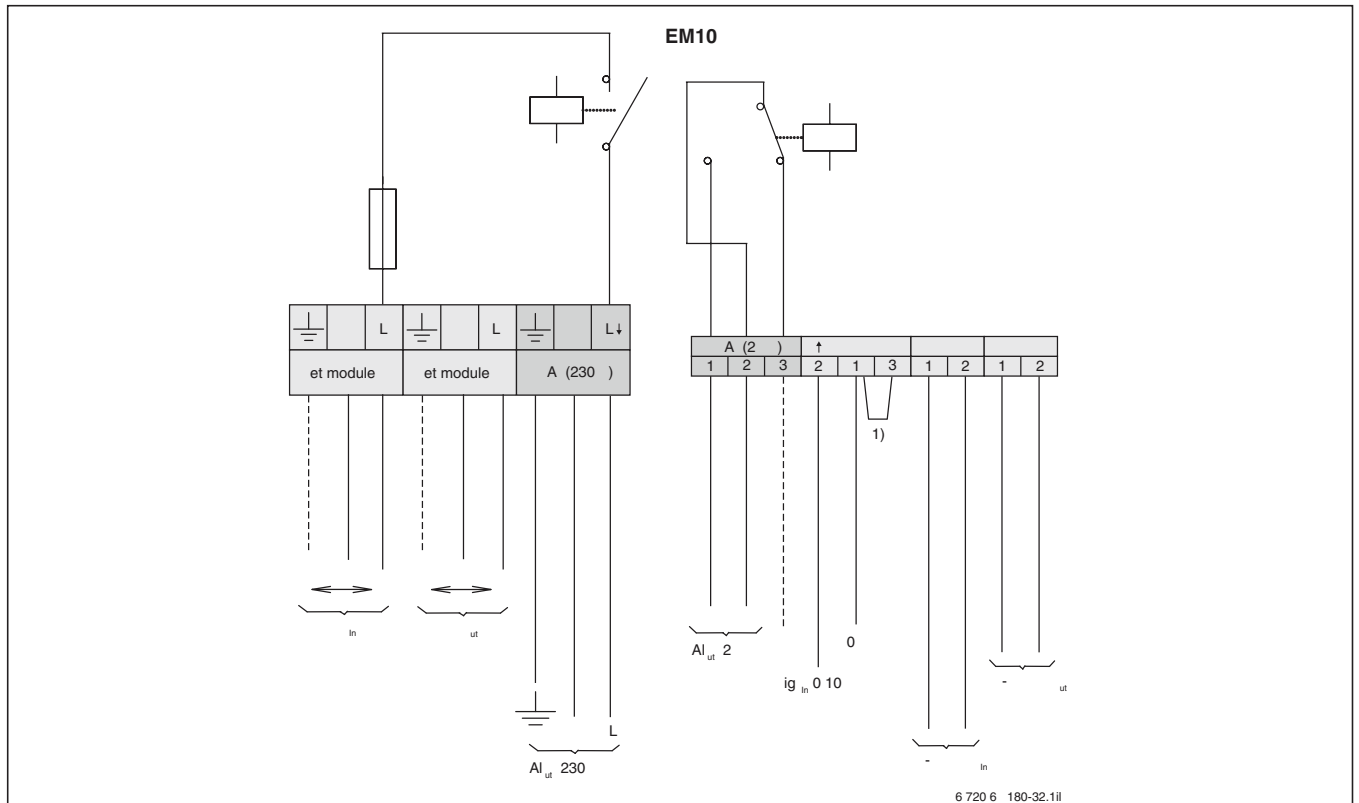 EM10
L L L↓
et module et module A (230 )
A (2 ) ↑
1 2 3 2 1 3 1 2 1 2
1)
In ut
Al ut 2
0
ig In 0 10
- ut
L
Al ut 230
- In
6 720 6 180-32.1il